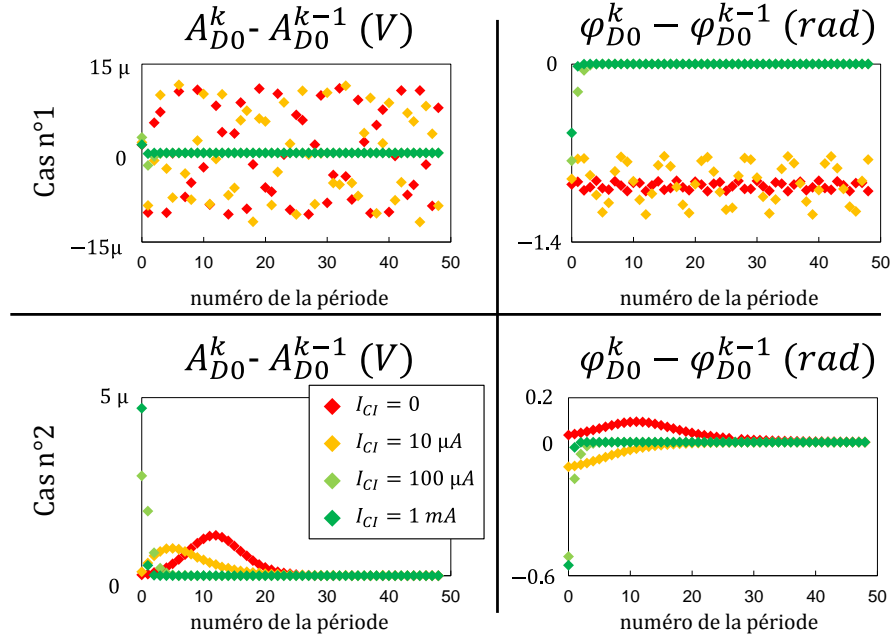 A_{D0}^{k} - A_{D0}^{k-1} (V)
φ_{D0}^{k} − φ_{D0}^{k-1} (rad)
Cas n°1
15 μ
0
−15μ
0 10 20 30 40 50
numéro de la période
0
−1.4
0 10 20 30 40 50
numéro de la période
A_{D0}^{k} - A_{D0}^{k-1} (V)
φ_{D0}^{k} − φ_{D0}^{k-1} (rad)
Cas n°2
5 μ
0
I_{CI} = 0
I_{CI} = 10 μA
I_{CI} = 100 μA
I_{CI} = 1 mA
0 10 20 30 40 50
numéro de la période
0.2
0
−0.6
0 10 20 30 40 50
numéro de la période